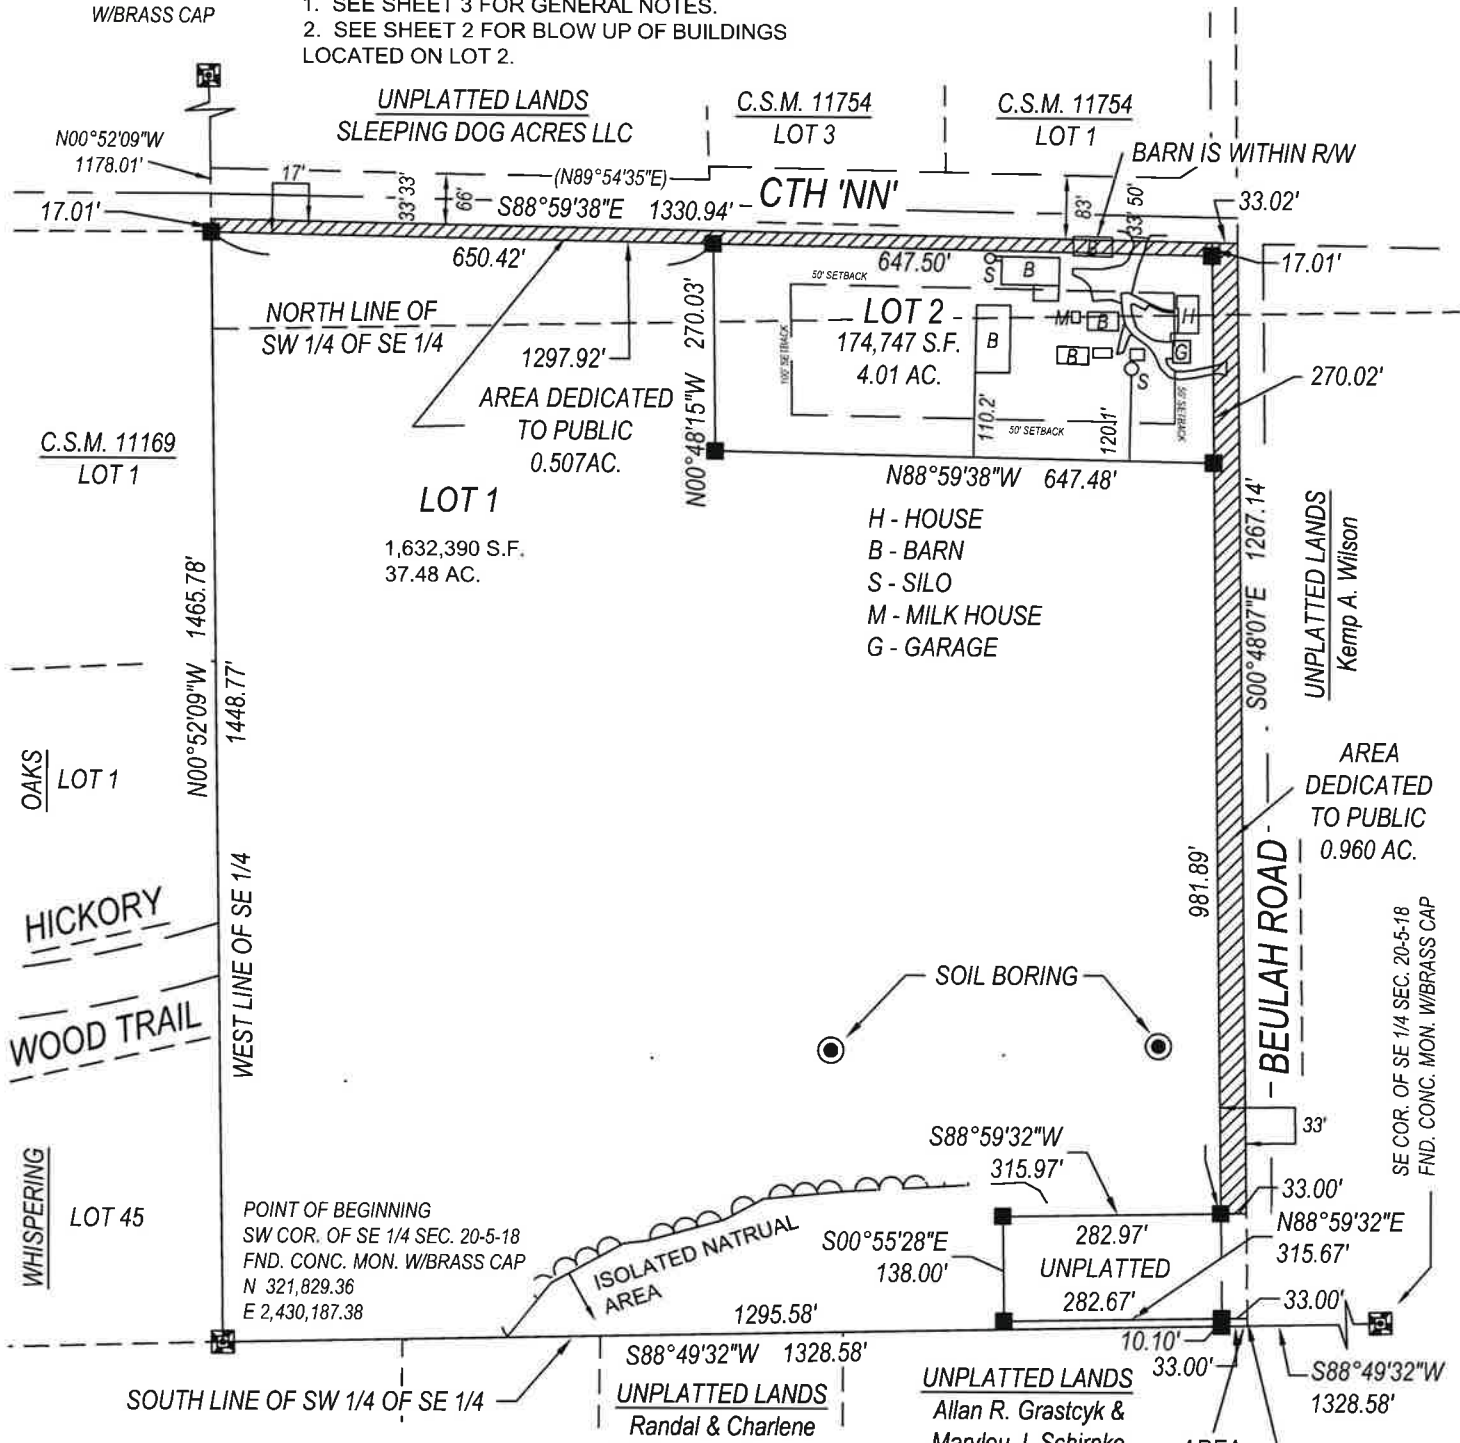 W/BRASS CAP
1. SEE SHEET 3 FOR GENERAL NOTES.
2. SEE SHEET 2 FOR BLOW UP OF BUILDINGS
LOCATED ON LOT 2.
UNPLATTED LANDS
SLEEPING DOG ACRES LLC
C.S.M. 11754
LOT 3
C.S.M. 11754
LOT 1
BARN IS WITHIN R/W
N00°52'09"W
1178.01'
17'
33' 33'
66'
(N89°54'35"E)
S88°59'38"E 1330.94'
CTH 'NN'
83'
33' 50'
33.02'
17.01'
650.42'
647.50'
17.01'
B
S
B
50' SETBACK
NORTH LINE OF
SW 1/4 OF SE 1/4
1297.92'
N00°48'15"W 270.03'
LOT 2
174,747 S.F.
4.01 AC.
100' SETBACK
B
M
B
H
B
G
S
270.02'
AREA DEDICATED
TO PUBLIC
0.507AC.
110.2'
50' SETBACK
120.1'
50' SETBACK
C.S.M. 11169
LOT 1
LOT 1
1,632,390 S.F.
37.48 AC.
N88°59'38"W 647.48'
H - HOUSE
B - BARN
S - SILO
M - MILK HOUSE
G - GARAGE
S00°48'07"E 1267.14'
UNPLATTED LANDS
Kemp A. Wilson
N00°52'09"W 1465.78'
1448.77'
OAKS
LOT 1
AREA
DEDICATED
TO PUBLIC
0.960 AC.
981.89'
BEULAH ROAD
HICKORY
WOOD TRAIL
WEST LINE OF SE 1/4
SOIL BORING
SE COR. OF SE 1/4 SEC. 20-5-18
FND. CONC. MON. W/BRASS CAP
33'
WHISPERING
LOT 45
POINT OF BEGINNING
SW COR. OF SE 1/4 SEC. 20-5-18
FND. CONC. MON. W/BRASS CAP
N 321,829.36
E 2,430,187.38
ISOLATED NATRUAL
AREA
S88°59'32"W
315.97'
33.00'
282.97'
S00°55'28"E
138.00'
UNPLATTED
282.67'
N88°59'32"E
315.67'
33.00'
1295.58'
10.10'
33.00'
S88°49'32"W 1328.58'
S88°49'32"W
1328.58'
SOUTH LINE OF SW 1/4 OF SE 1/4
UNPLATTED LANDS
Randal & Charlene
UNPLATTED LANDS
Allan R. Grastcyk &
Marylou J. Schirpke
AREA